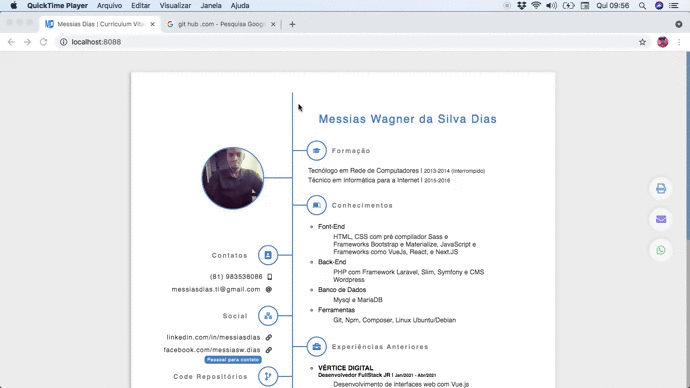 QuickTime Player Arquivo Editar Visualizar Janela Ajuda
Qui 09:56
Messias Dias | Curriculum Vita
git hub .com - Pesquisa Googl
localhost:8088
Messias Wagner da Silva Dias
Formação
Tecnólogo em Rede de Computadores | 2013-2014 (Interrompido)
Técnico em Informática para a Internet | 2015-2016
Conhecimentos
Font-End
HTML, CSS com pré compilador Sass e
Frameworks Bootstrap e Materialize, JavaScript e
Frameworks como VueJs, React, e Next.JS
Back-End
PHP com Framework Laravel, Slim, Symfony e CMS
Wordpress
Banco de Dados
Mysql e MariaDB
Ferramentas
Git, Npm, Composer, Linux Ubuntu/Debian
Experiências Anteriores
VÉRTICE DIGITAL
Desenvolvedor FullStack JR | Jan/2021 - Abr/2021
Desenvolvimento de interfaces web com Vue.js
Contatos
(81) 983538086
messiasdias.ti@gmail.com
Social
linkedin.com/in/messiasdias
facebook.com/messiasw.dias
Pessoal para contato
Code Repositórios